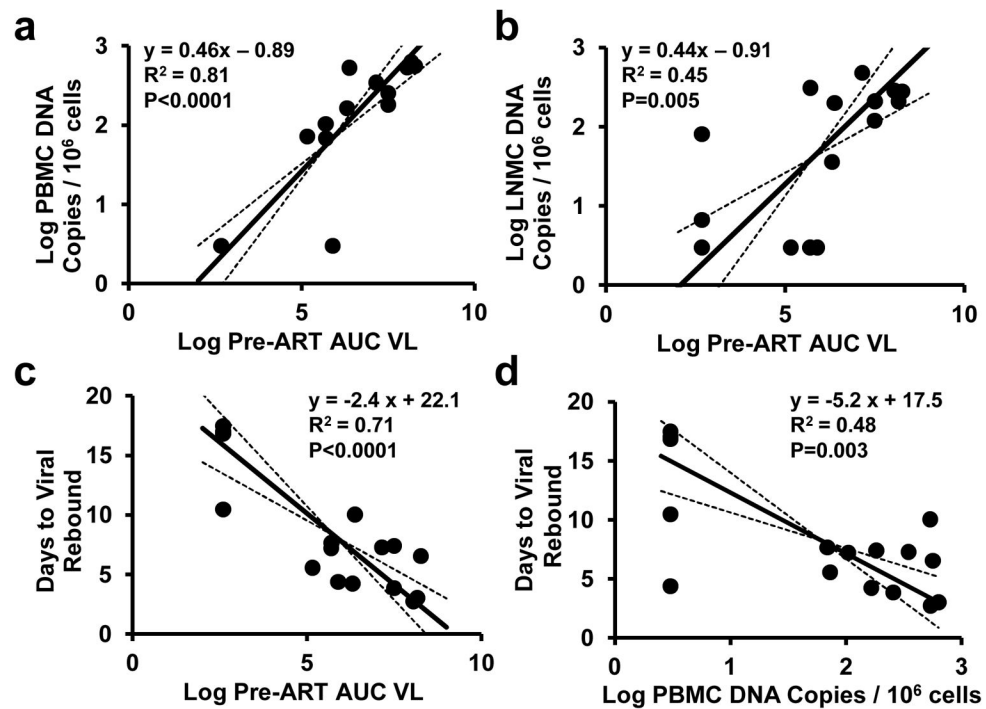 a
y = 0.46x – 0.89
R² = 0.81
P<0.0001
Log PBMC DNA
Copies / 10⁶ cells
3
2
1
0
0
5
10
Log Pre-ART AUC VL
b
y = 0.44x – 0.91
R² = 0.45
P=0.005
Log LNMC DNA
Copies / 10⁶ cells
3
2
1
0
0
5
10
Log Pre-ART AUC VL
c
y = -2.4 x + 22.1
R² = 0.71
P<0.0001
Days to Viral
Rebound
20
15
10
5
0
0
5
10
Log Pre-ART AUC VL
d
y = -5.2 x + 17.5
R² = 0.48
P=0.003
Days to Viral
Rebound
20
15
10
5
0
0
1
2
3
Log PBMC DNA Copies / 10⁶ cells